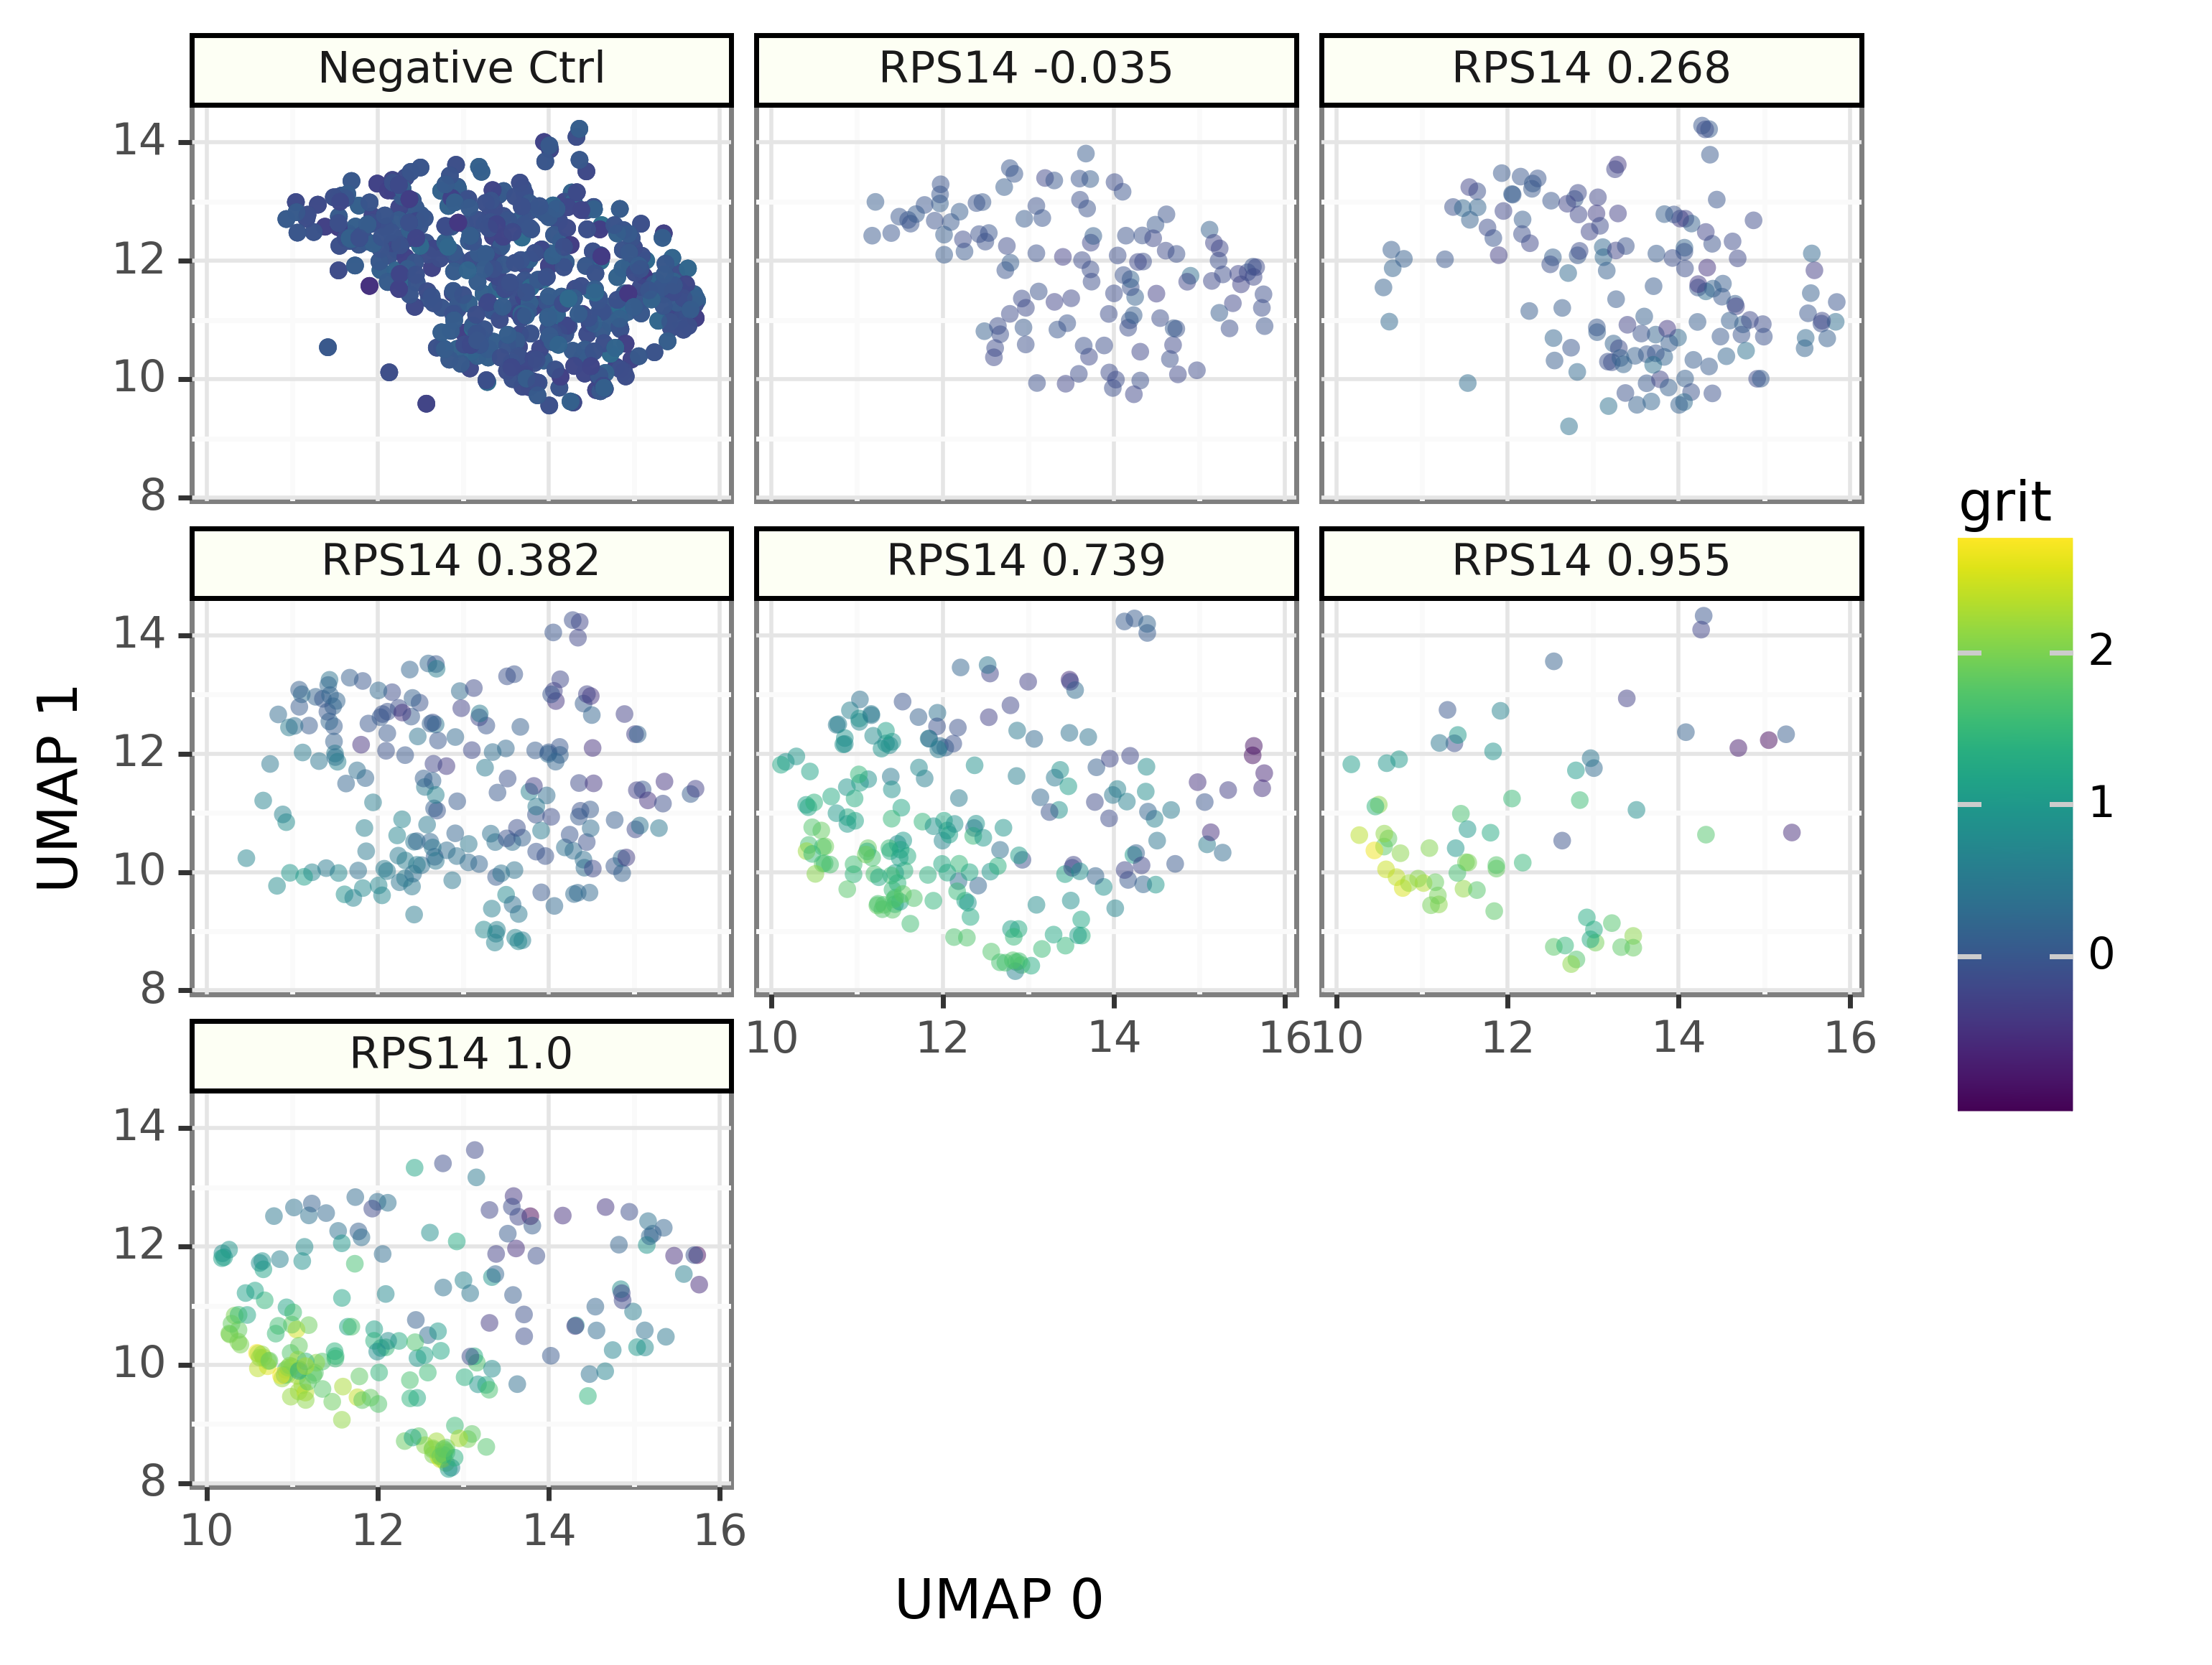 Negative Ctrl
RPS14 -0.035
RPS14 0.268
14
12
10
8
RPS14 0.382
RPS14 0.739
RPS14 0.955
14
12
10
8
10 12 14 16
10 12 14 16
RPS14 1.0
14
12
10
8
10 12 14 16
UMAP 1
UMAP 0
grit
2
1
0